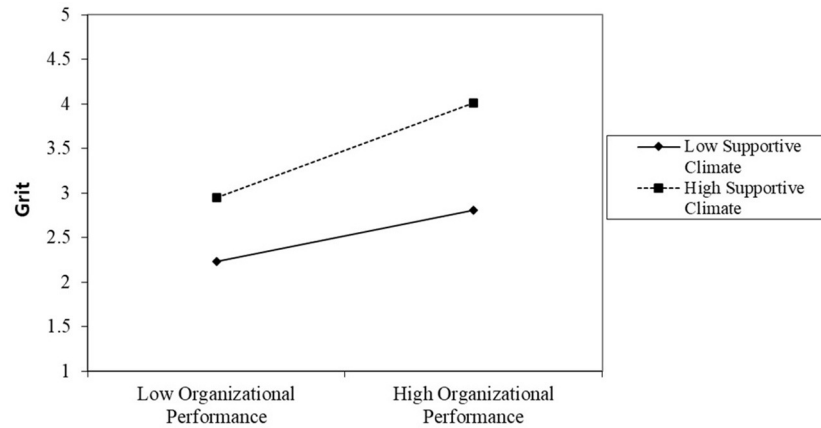 5
4.5
4
3.5
3
2.5
2
1.5
1
Grit
Low Organizational
Performance
High Organizational
Performance
Low Supportive
Climate
High Supportive
Climate